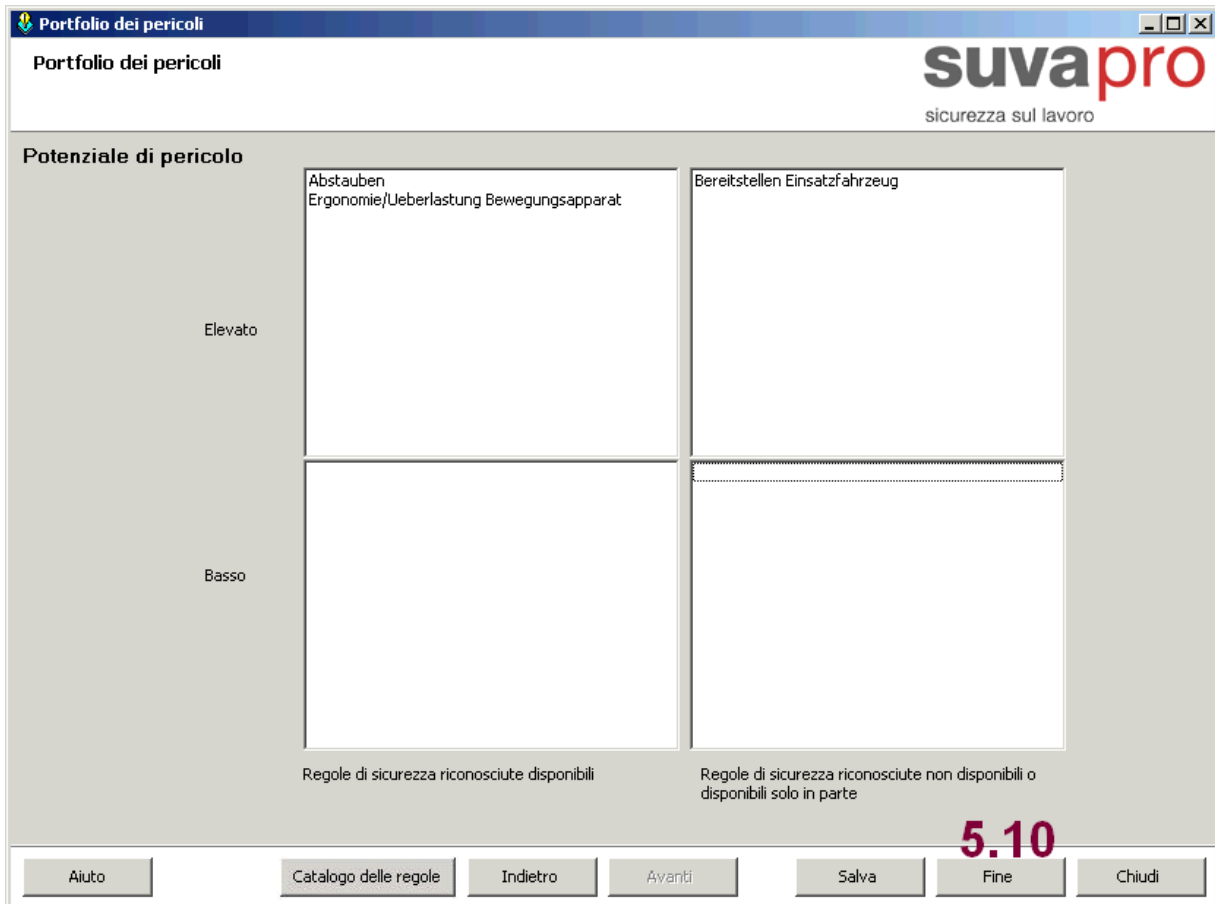 Portfolio dei pericoli
Portfolio dei pericoli
suvapro
sicurezza sul lavoro
Potenziale di pericolo
Abstauben
Ergonomie/Ueberlastung Bewegungsapparat
Bereitstellen Einsatzfahrzeug
Elevato
Basso
Regole di sicurezza riconosciute disponibili
Regole di sicurezza riconosciute non disponibili o
disponibili solo in parte
5.10
Aiuto
Catalogo delle regole
Indietro
Avanti
Salva
Fine
Chiudi